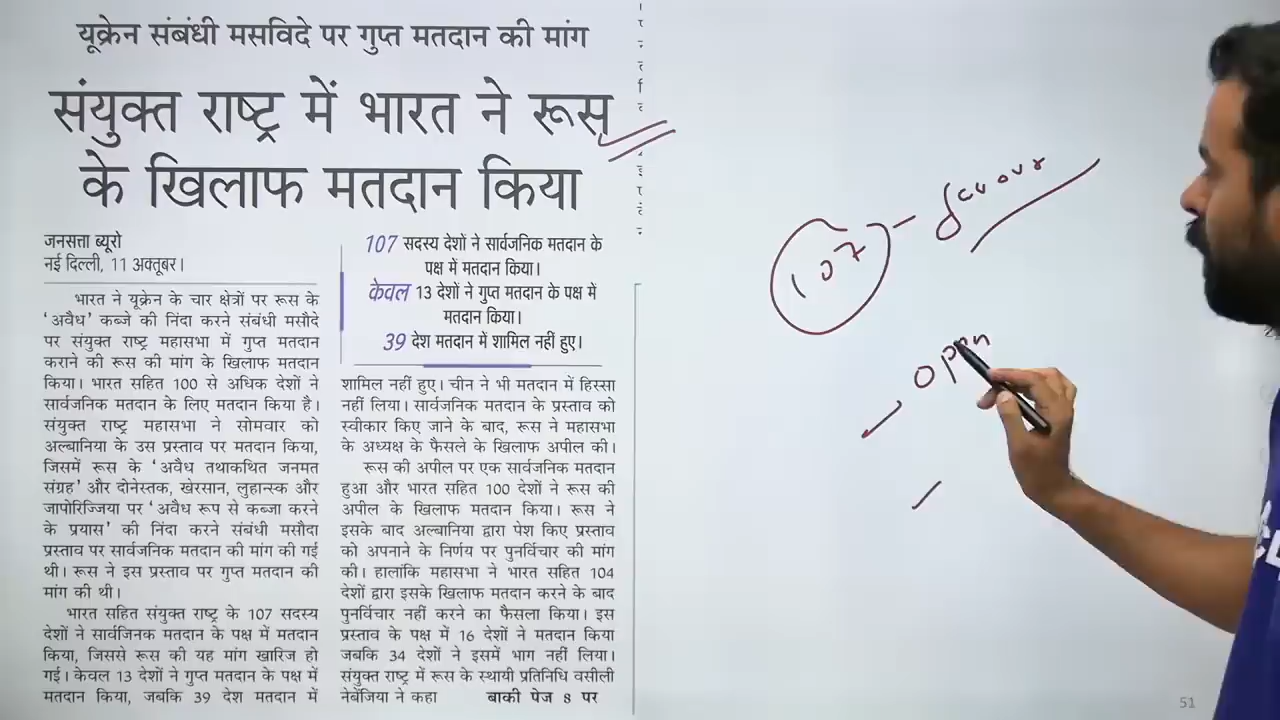 यूक्रेन संबंधी मसविदे पर गुप्त मतदान की मांग
संयुक्त राष्ट्र में भारत ने रूस
के खिलाफ मतदान किया
जनसत्ता ब्यूरो
नई दिल्ली, 11 अक्तूबर।
भारत ने यूक्रेन के चार क्षेत्रों पर रूस के
'अवैध' कब्जे की निंदा करने संबंधी मसौदे
पर संयुक्त राष्ट्र महासभा में गुप्त मतदान
कराने की रूस की मांग के खिलाफ मतदान
किया। भारत सहित 100 से अधिक देशों ने
सार्वजनिक मतदान के लिए मतदान किया है।
संयुक्त राष्ट्र महासभा ने सोमवार को
अल्बानिया के उस प्रस्ताव पर मतदान किया,
जिसमें रूस के 'अवैध तथाकथित जनमत
संग्रह' और दोनेस्तक, खेरसान, लुहान्स्क और
जापोरिज्जिया पर 'अवैध रूप से कब्जा करने
के प्रयास' की निंदा करने संबंधी मसौदा
प्रस्ताव पर सार्वजनिक मतदान की मांग की गई
थी। रूस ने इस प्रस्ताव पर गुप्त मतदान की
मांग की थी।
भारत सहित संयुक्त राष्ट्र के 107 सदस्य
देशों ने सार्वजनिक मतदान के पक्ष में मतदान
किया, जिससे रूस की यह मांग खारिज हो
गई। केवल 13 देशों ने गुप्त मतदान के पक्ष में
मतदान किया, जबकि 39 देश मतदान में
107 सदस्य देशों ने सार्वजनिक मतदान के
पक्ष में मतदान किया।
केवल 13 देशों ने गुप्त मतदान के पक्ष में
मतदान किया।
39 देश मतदान में शामिल नहीं हुए।
शामिल नहीं हुए। चीन ने भी मतदान में हिस्सा
नहीं लिया। सार्वजनिक मतदान के प्रस्ताव को
स्वीकार किए जाने के बाद, रूस ने महासभा
के अध्यक्ष के फैसले के खिलाफ अपील की।
रूस की अपील पर एक सार्वजनिक मतदान
हुआ और भारत सहित 100 देशों ने रूस की
अपील के खिलाफ मतदान किया। रूस ने
इसके बाद अल्बानिया द्वारा पेश किए प्रस्ताव
को अपनाने के निर्णय पर पुनर्विचार की मांग
की। हालांकि महासभा ने भारत सहित 104
देशों द्वारा इसके खिलाफ मतदान करने के बाद
पुनर्विचार नहीं करने का फैसला किया। इस
प्रस्ताव के पक्ष में 16 देशों ने मतदान किया
जबकि 34 देशों ने इसमें भाग नहीं लिया।
संयुक्त राष्ट्र में रूस के स्थायी प्रतिनिधि वसीली
नेबेंजिया ने कहा बाकी पेज 8 पर
107 - favour
open
51